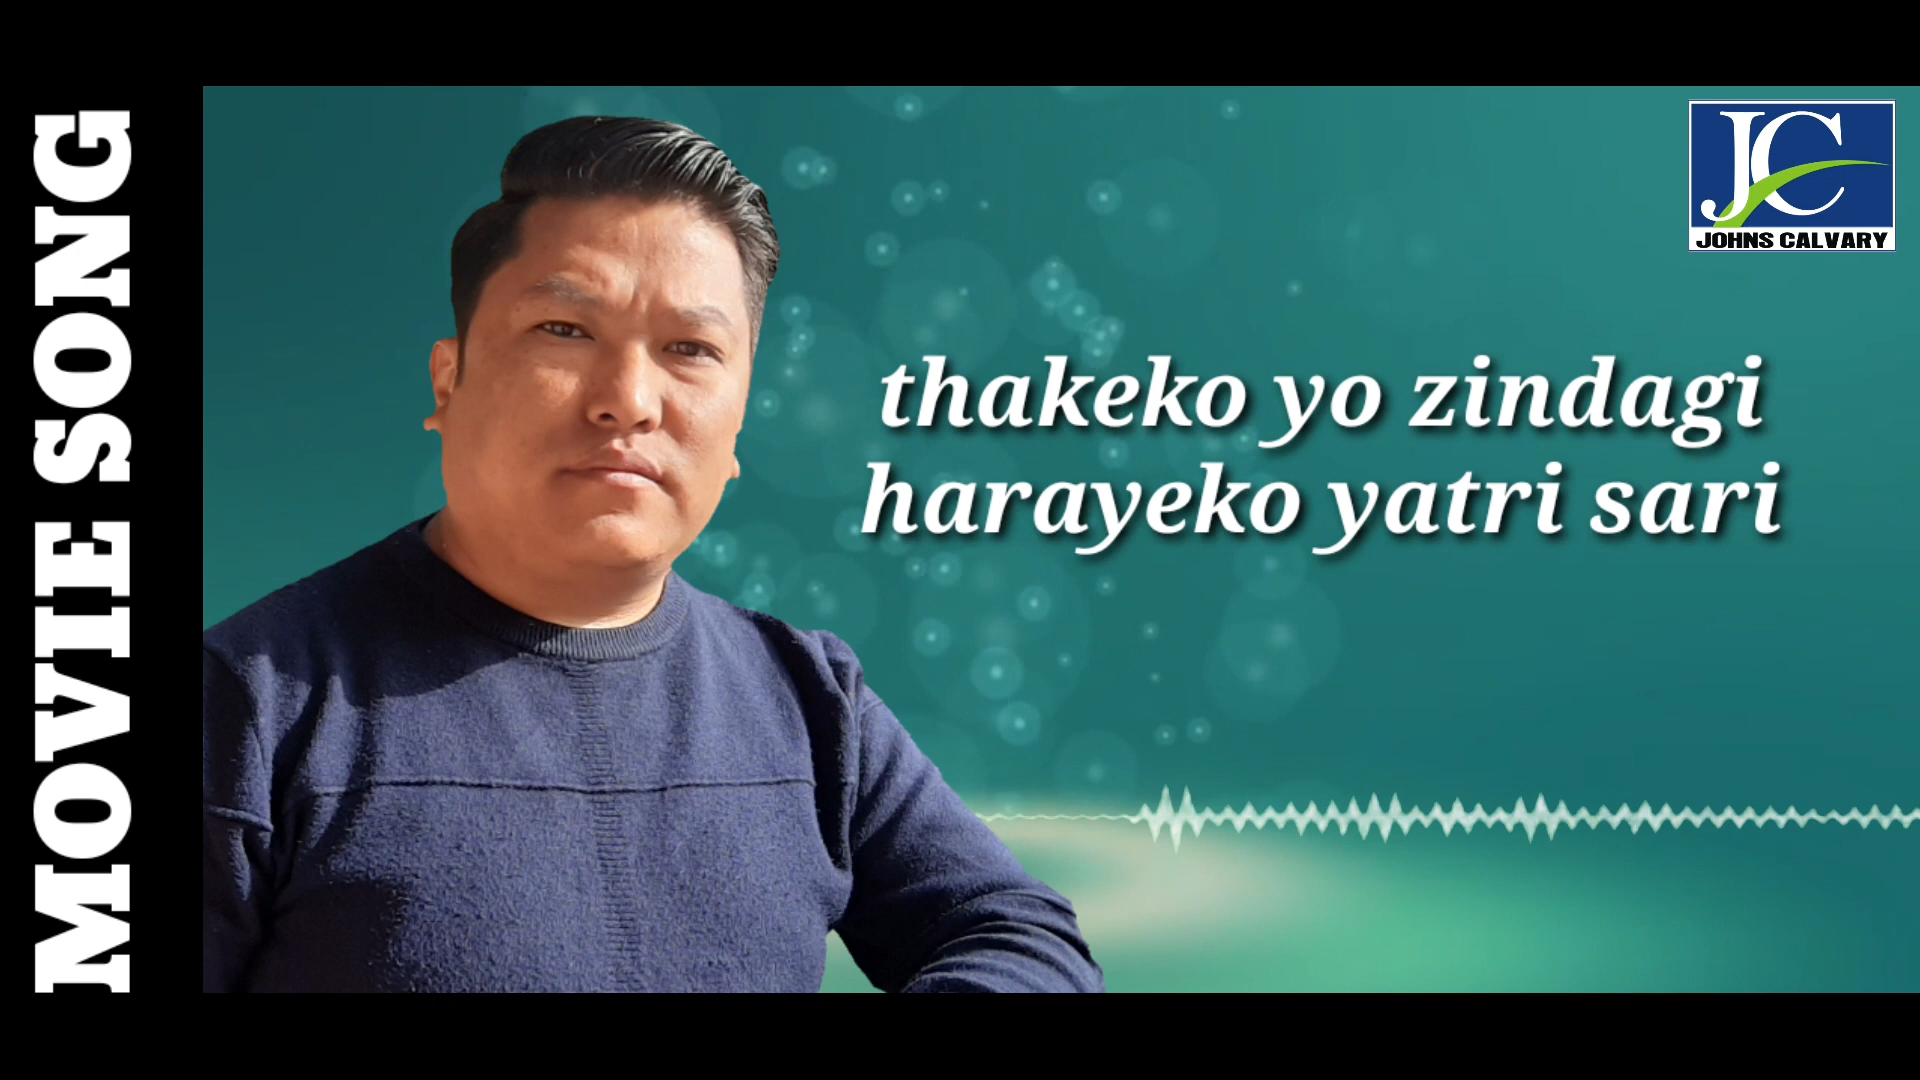 MOVIE SONG
JC
JOHNS CALVARY
thakeko yo zindagi
harayeko yatri sari